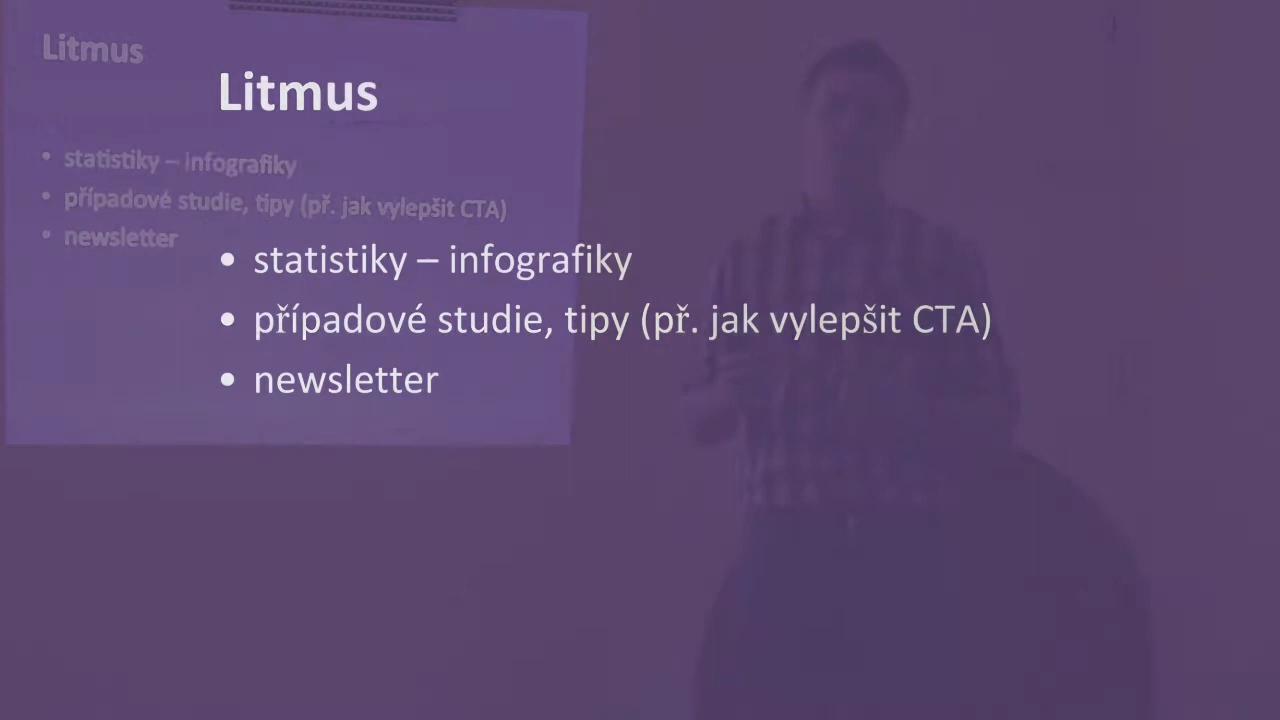 Litmus
Litmus
• statistiky – infografiky
• případové studie, tipy (př. jak vylepšit CTA)
• newsletter
• statistiky – infografiky
• případové studie, tipy (př. jak vylepšit CTA)
• newsletter